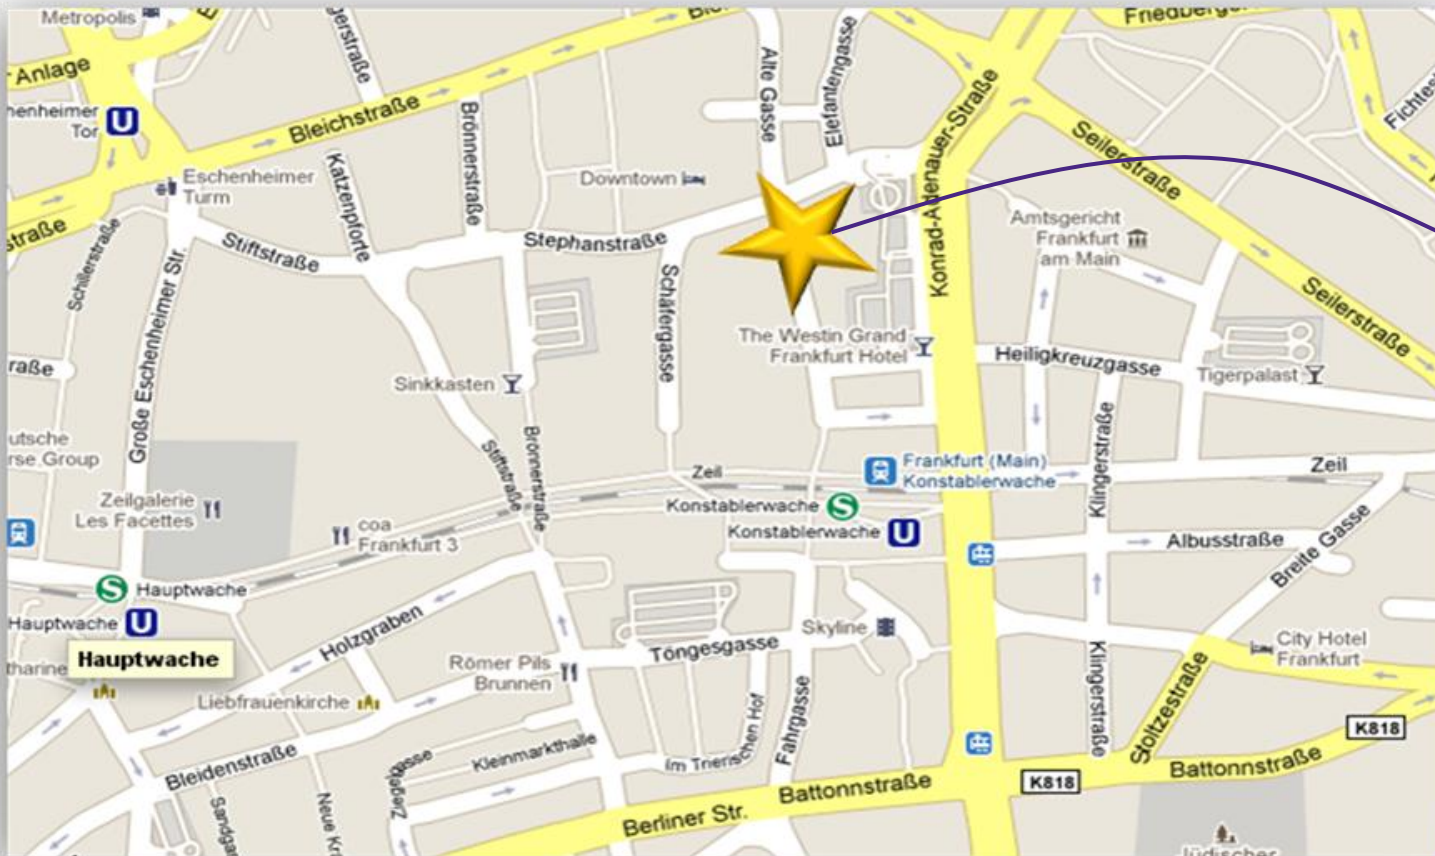 Metropolis
Anlage
Eschenheimer
Turm
Bleichstraße
Brönnerstraße
Katzenpforte
Alte Gasse
Elefantengasse
Konrad-Adenauer-Straße
Seilerstraße
Tor
Downtown
Stephanstraße
Stiftstraße
Schillerstraße
Große Eschenheimer Str.
Schäfergasse
Amtsgericht
Frankfurt
am Main
Seilerstraße
The Westin Grand
Frankfurt Hotel
Heiligkreuzgasse
Tigerpalast
Sinkkasten
Stiftstraße
Brönnerstraße
Klingerstraße
Zeilgalerie
Les Facettes
coa
Frankfurt 3
Zeil
Frankfurt (Main)
Konstablerwache
Zeil
Konstablerwache
S
Konstablerwache
U
Albusstraße
Breite Gasse
S
Hauptwache
Hauptwache
U
Hauptwache
U
Holzgraben
Liebfrauenkirche
Römer Pils
Brunnen
Töngesgasse
Skyline
City Hotel
Frankfurt
Klingerstraße
Stoltzestraße
Bleidenstraße
Kleinmarkthalle
Im Trierischen Hof
Fahrgasse
K818
K818
Battonnstraße
Battonnstraße
Berliner Str.